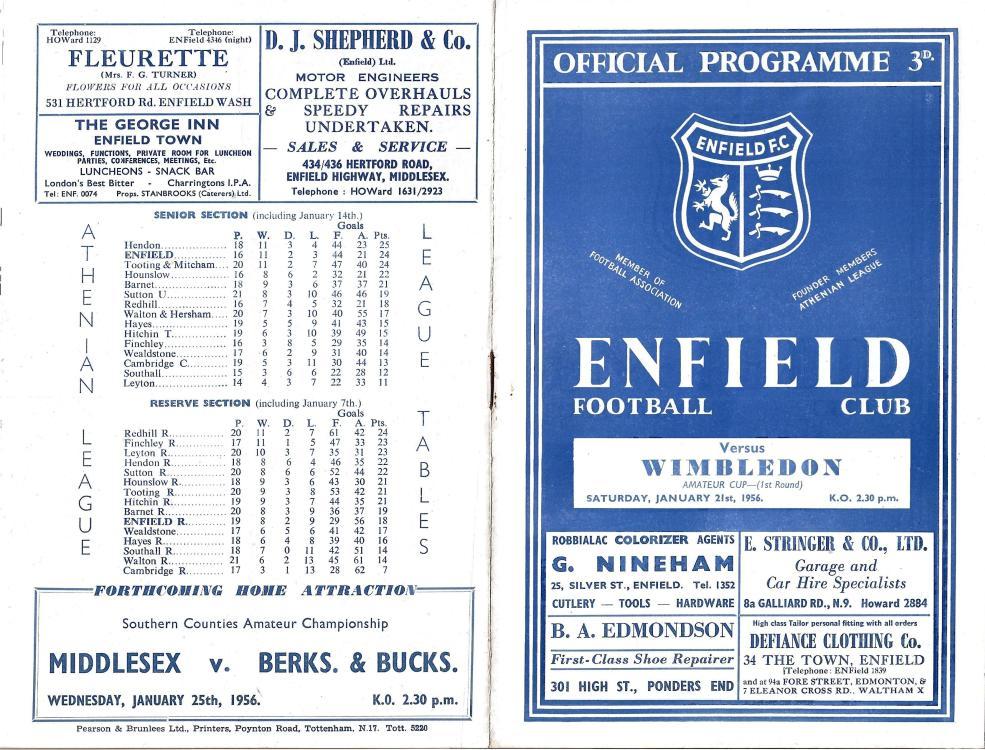 Telephone: HOWard 1129
Telephone: ENField 4346 (night)
FLEURETTE
(Mrs. F. G. TURNER)
FLOWERS FOR ALL OCCASIONS
531 HERTFORD Rd. ENFIELD WASH
THE GEORGE INN
ENFIELD TOWN
WEDDINGS, FUNCTIONS, PRIVATE ROOM FOR LUNCHEON
PARTIES, CONFERENCES, MEETINGS, Etc.
LUNCHEONS - SNACK BAR
London's Best Bitter - Charringtons I.P.A.
Tel: ENF. 0074 Props. STANBROOKS (Caterers), Ltd.
D. J. SHEPHERD & Co.
(Enfield) Ltd.
MOTOR ENGINEERS
COMPLETE OVERHAULS
& SPEEDY REPAIRS
UNDERTAKEN.
— SALES & SERVICE —
434/436 HERTFORD ROAD,
ENFIELD HIGHWAY, MIDDLESEX.
Telephone : HOWard 1631/2923
ATHENIAN
LEAGUE
SENIOR SECTION (including January 14th.)
Goals
P. W. D. L. F. A. Pts.
Hendon 18 11 3 4 44 23 25
ENFIELD 16 11 2 3 44 21 24
Tooting & Mitcham 20 11 2 7 47 40 24
Hounslow 16 8 6 2 32 21 22
Barnet 18 9 3 6 37 37 21
Sutton U 21 8 3 10 46 46 19
Redhill 16 7 4 5 32 21 18
Walton & Hersham 20 7 3 10 40 55 17
Hayes 19 5 5 9 41 43 15
Hitchin T. 19 6 3 10 39 49 15
Finchley 16 3 8 5 29 35 14
Wealdstone 17 6 2 9 31 40 14
Cambridge C. 19 5 3 11 30 44 13
Southall 15 3 6 6 22 28 12
Leyton 14 4 3 7 22 33 11
LEAGUE
TABLES
RESERVE SECTION (including January 7th.)
Goals
P. W. D. L. F. A. Pts.
Redhill R. 20 11 2 7 61 42 24
Finchley R. 17 11 1 5 47 33 23
Leyton R. 20 10 3 7 35 31 23
Hendon R. 18 8 6 4 46 35 22
Sutton R. 20 8 6 6 52 44 22
Hounslow R. 18 9 3 6 43 30 21
Tooting R. 20 9 3 8 53 42 21
Hitchin R. 19 9 3 7 44 35 21
Barnet R. 20 8 3 9 36 37 19
ENFIELD R. 19 8 2 9 29 56 18
Wealdstone 17 6 5 6 41 42 17
Hayes R. 18 6 4 8 39 40 16
Southall R. 18 7 0 11 42 51 14
Walton R. 21 6 2 13 45 61 14
Cambridge R. 17 3 1 13 28 62 7
FORTHCOMING HOME ATTRACTION
Southern Counties Amateur Championship
MIDDLESEX v. BERKS. & BUCKS.
WEDNESDAY, JANUARY 25th, 1956. K.O. 2.30 p.m.
Pearson & Brunlees Ltd., Printers, Poynton Road, Tottenham, N.17. Tott. 5220
OFFICIAL PROGRAMME 3D.
ENFIELD F.C
MEMBER OF
FOOTBALL ASSOCIATION
FOUNDER MEMBERS
ATHENIAN LEAGUE
ENFIELD
FOOTBALL CLUB
Versus
WIMBLEDON
AMATEUR CUP—(1st Round)
SATURDAY, JANUARY 21st, 1956. K.O. 2.30 p.m.
ROBBIALAC COLORIZER AGENTS
G. NINEHAM
25, SILVER ST., ENFIELD. Tel. 1352
CUTLERY — TOOLS — HARDWARE
B. A. EDMONDSON
First-Class Shoe Repairer
301 HIGH ST., PONDERS END
E. STRINGER & CO., LTD.
Garage and
Car Hire Specialists
8a GALLIARD RD., N.9. Howard 2884
High class Tailor personal fitting with all orders
DEFIANCE CLOTHING Co.
34 THE TOWN, ENFIELD
(Telephone: ENField 1839
and at 94a FORE STREET, EDMONTON, &
7 ELEANOR CROSS RD.. WALTHAM X